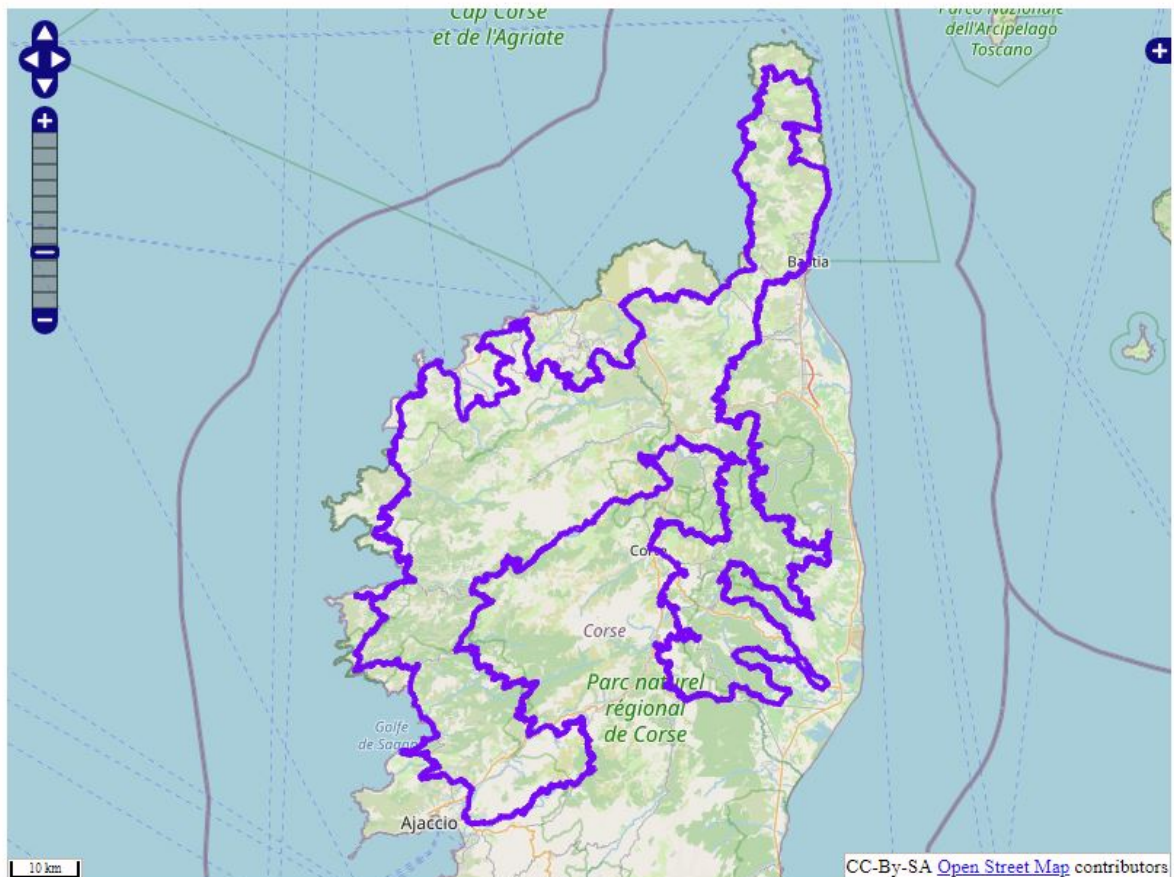 Cap Corse
et de l'Agriate
Parco Nazionale
dell'Arcipelago
Toscano
Bastia
Corte
Corse
Parc naturel
régional
de Corse
Golfe
de Sagone
Ajaccio
10 km
CC-By-SA Open Street Map contributors